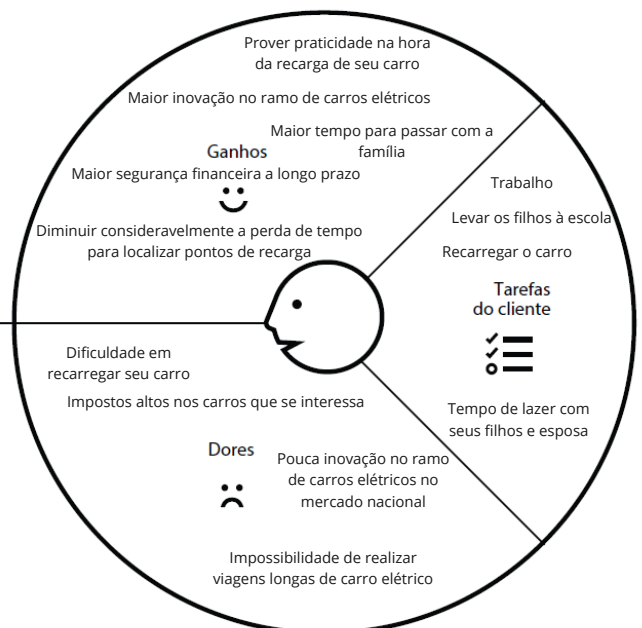 Prover praticidade na hora
da recarga de seu carro
Maior inovação no ramo de carros elétricos
Maior tempo para passar com a
família
Ganhos
Maior segurança financeira a longo prazo
Diminuir consideravelmente a perda de tempo
para localizar pontos de recarga
Trabalho
Levar os filhos à escola
Recarregar o carro
Tarefas
do cliente
Tempo de lazer com
seus filhos e esposa
Dificuldade em
recarregar seu carro
Impostos altos nos carros que se interessa
Dores
Pouca inovação no ramo
de carros elétricos no
mercado nacional
Impossibilidade de realizar
viagens longas de carro elétrico